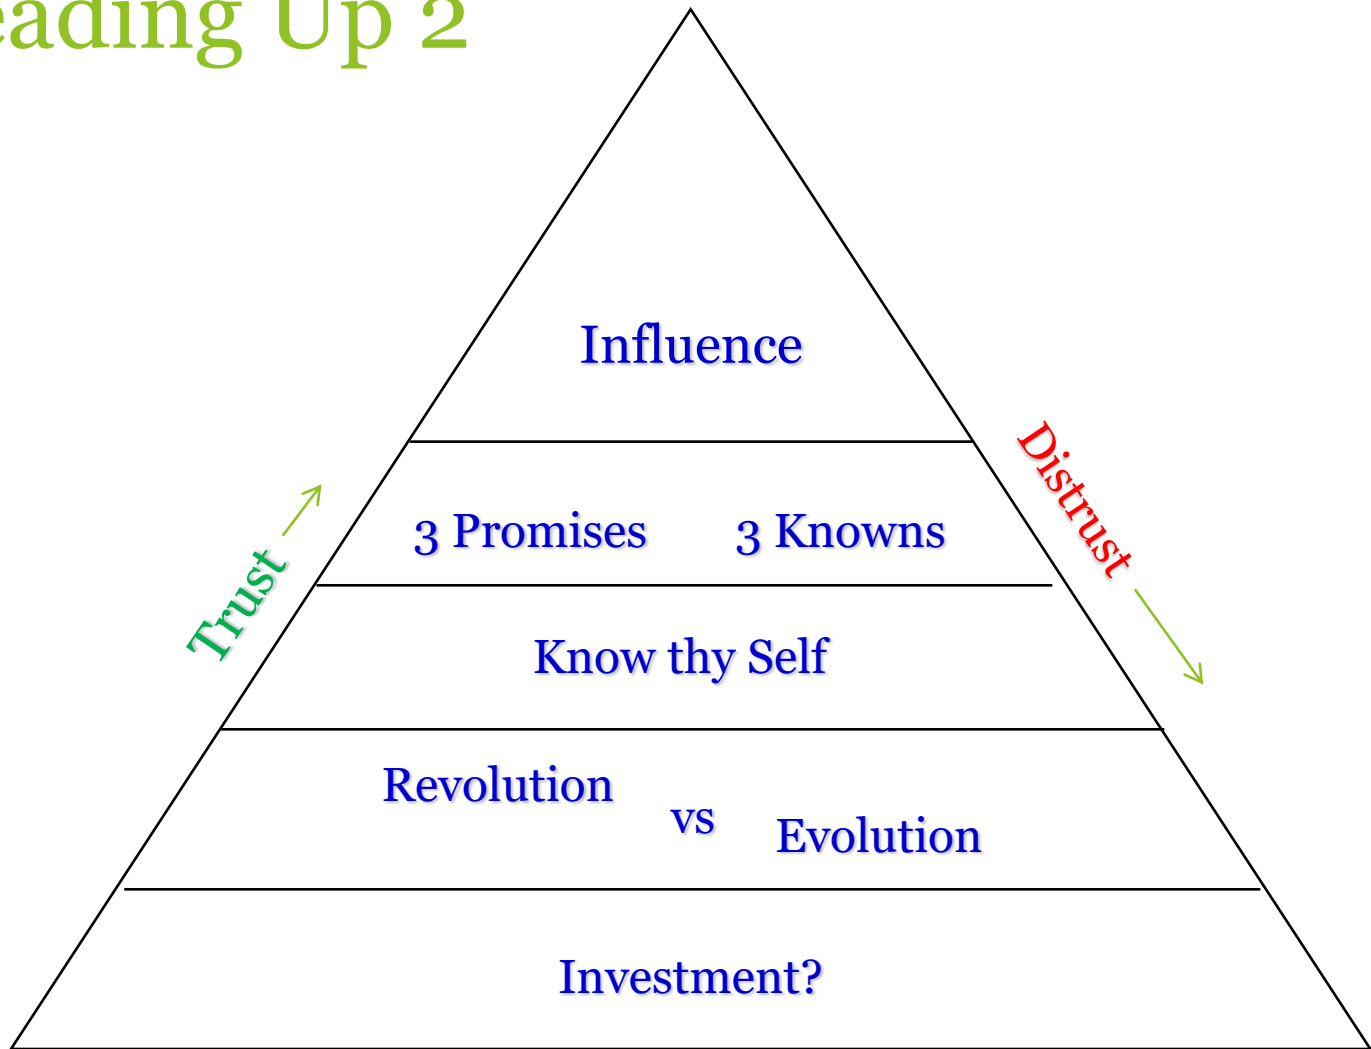 eading Up 2
Influence
Distrust
3 Promises 3 Knowns
Trust
Know thy Self
Revolution
vs
Evolution
Investment?